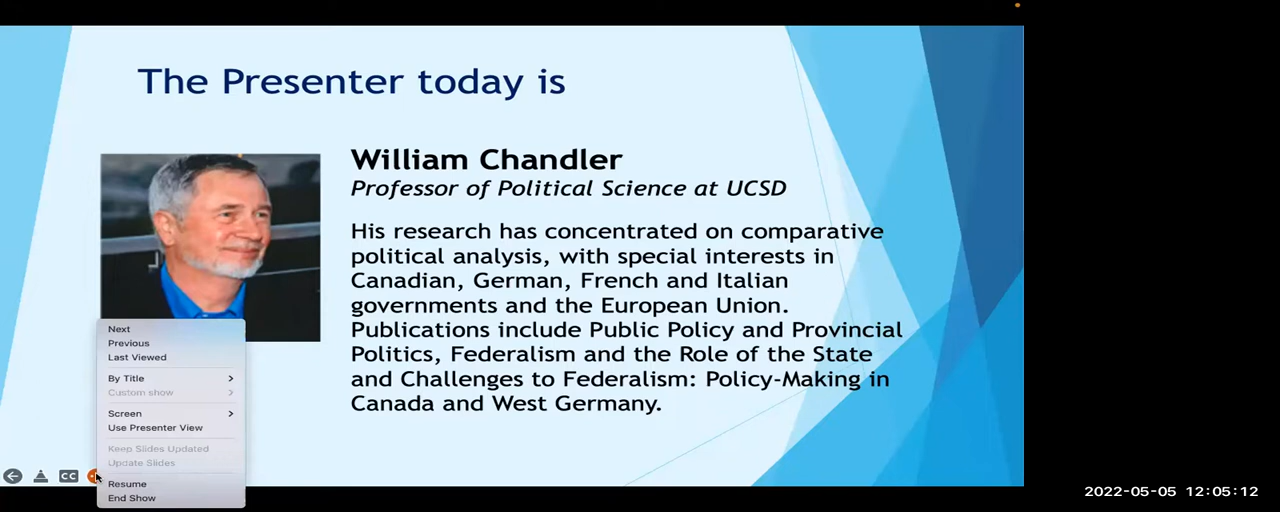 The Presenter today is
William Chandler
Professor of Political Science at UCSD
His research has concentrated on comparative
political analysis, with special interests in
Canadian, German, French and Italian
governments and the European Union.
Publications include Public Policy and Provincial
Politics, Federalism and the Role of the State
and Challenges to Federalism: Policy-Making in
Canada and West Germany.
Next
Previous
Last Viewed
By Title
Custom show
Screen
Use Presenter View
Keep Slides Updated
Update Slides
Resume
End Show
CC
2022-05-05 12:05:12